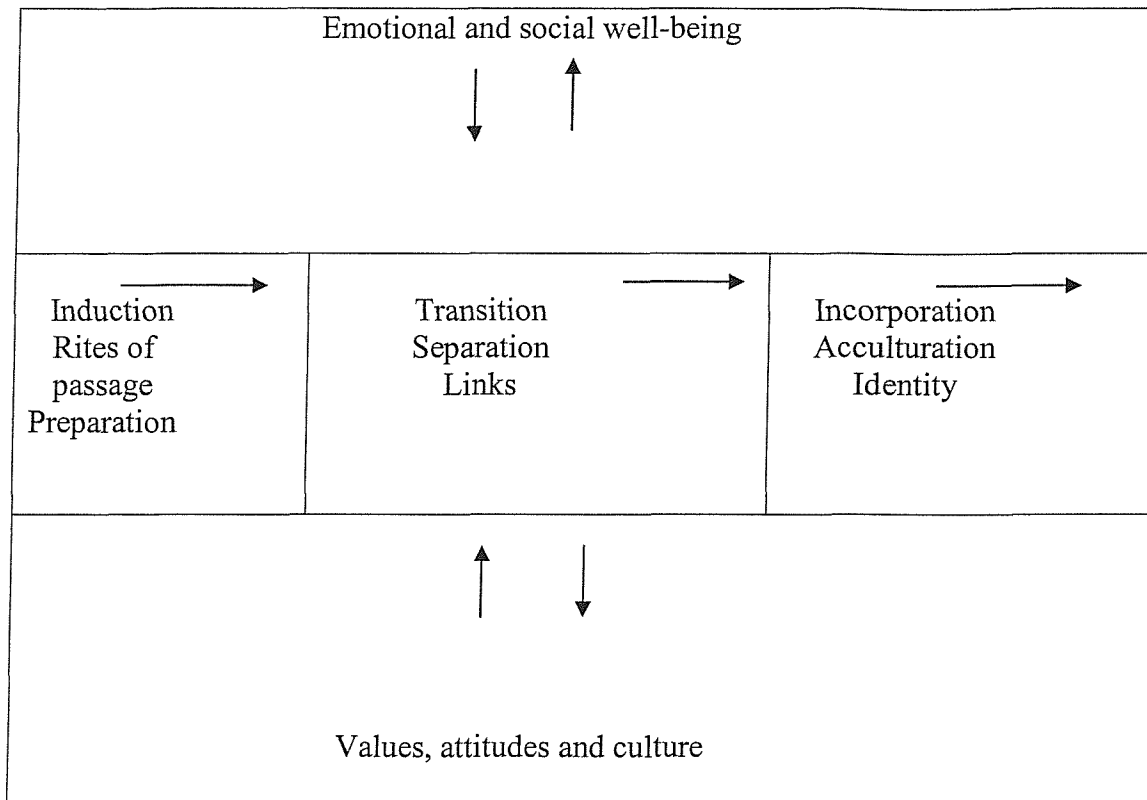 Emotional and social well-being
Induction
Rites of
passage
Preparation
Transition
Separation
Links
Incorporation
Acculturation
Identity
Values, attitudes and culture